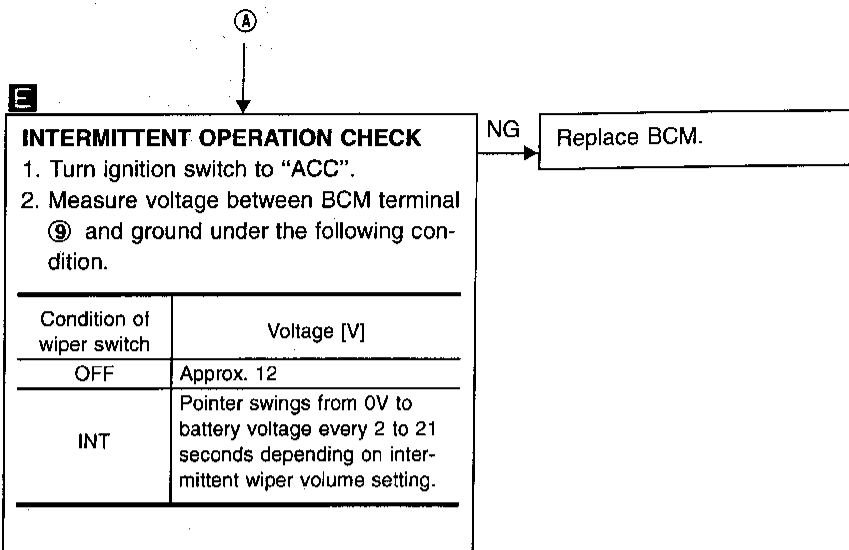 A
E
INTERMITTENT OPERATION CHECK
1. Turn ignition switch to “ACC”.
2. Measure voltage between BCM terminal
⑨ and ground under the following con-
dition.
Condition of
wiper switch
Voltage [V]
OFF
Approx. 12
INT
Pointer swings from 0V to
battery voltage every 2 to 21
seconds depending on inter-
mittent wiper volume setting.
NG
Replace BCM.